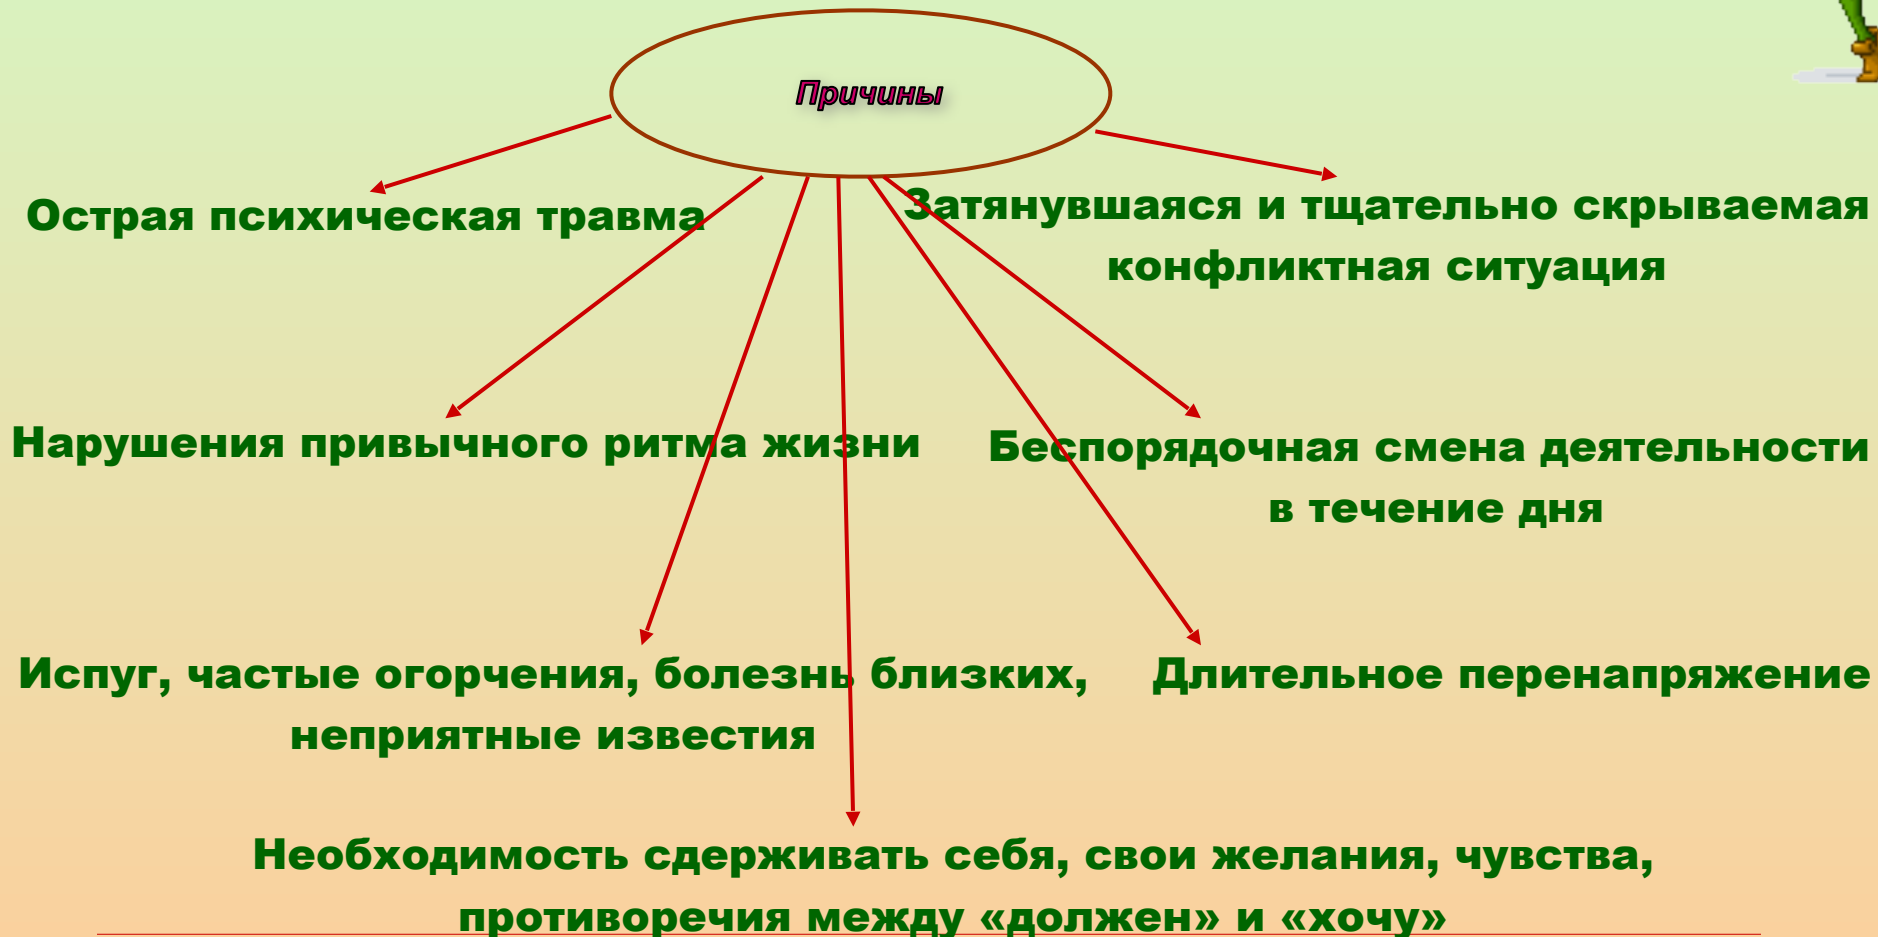 Причины
Острая психическая травма
Затянувшаяся и тщательно скрываемая
конфликтная ситуация
Нарушения привычного ритма жизни
Беспорядочная смена деятельности
в течение дня
Испуг, частые огорчения, болезнь близких,
неприятные известия
Длительное перенапряжение
Необходимость сдерживать себя, свои желания, чувства,
противоречия между «должен» и «хочу»